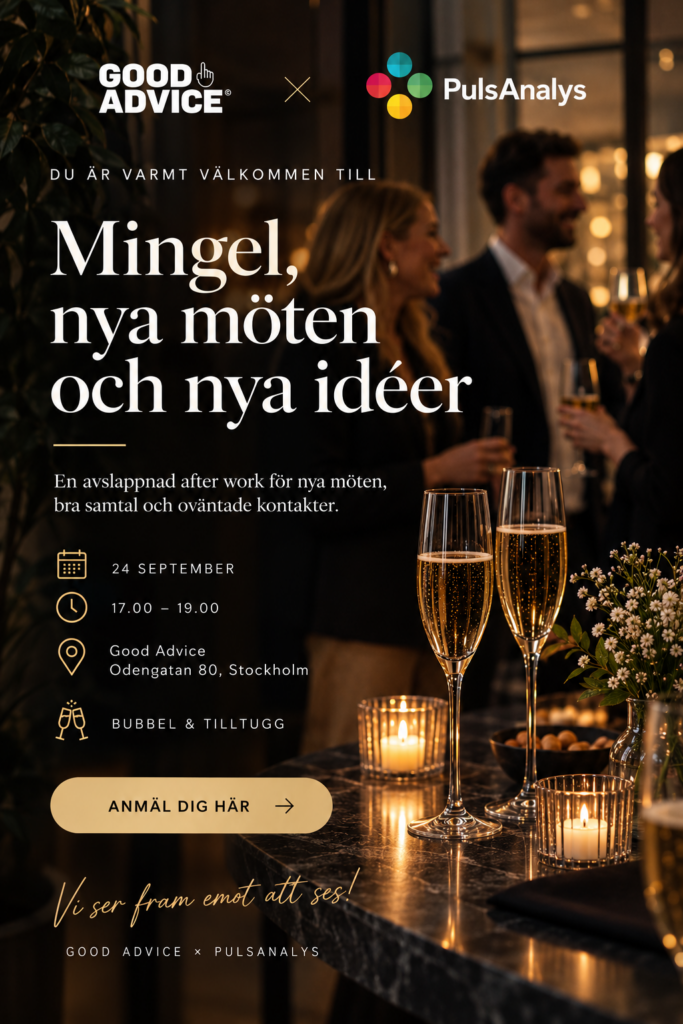 GOOD
ADVICE©
×
PulsAnalys
DU ÄR VARMT VÄLKOMMEN TILL
Mingel,
nya möten
och nya idéer
En avslappnad after work för nya möten,
bra samtal och oväntade kontakter.
24 SEPTEMBER
17.00 – 19.00
Good Advice
Odengatan 80, Stockholm
BUBBEL & TILLTUGG
ANMÄL DIG HÄR →
Vi ser fram emot att ses!
GOOD ADVICE × PULSANALYS